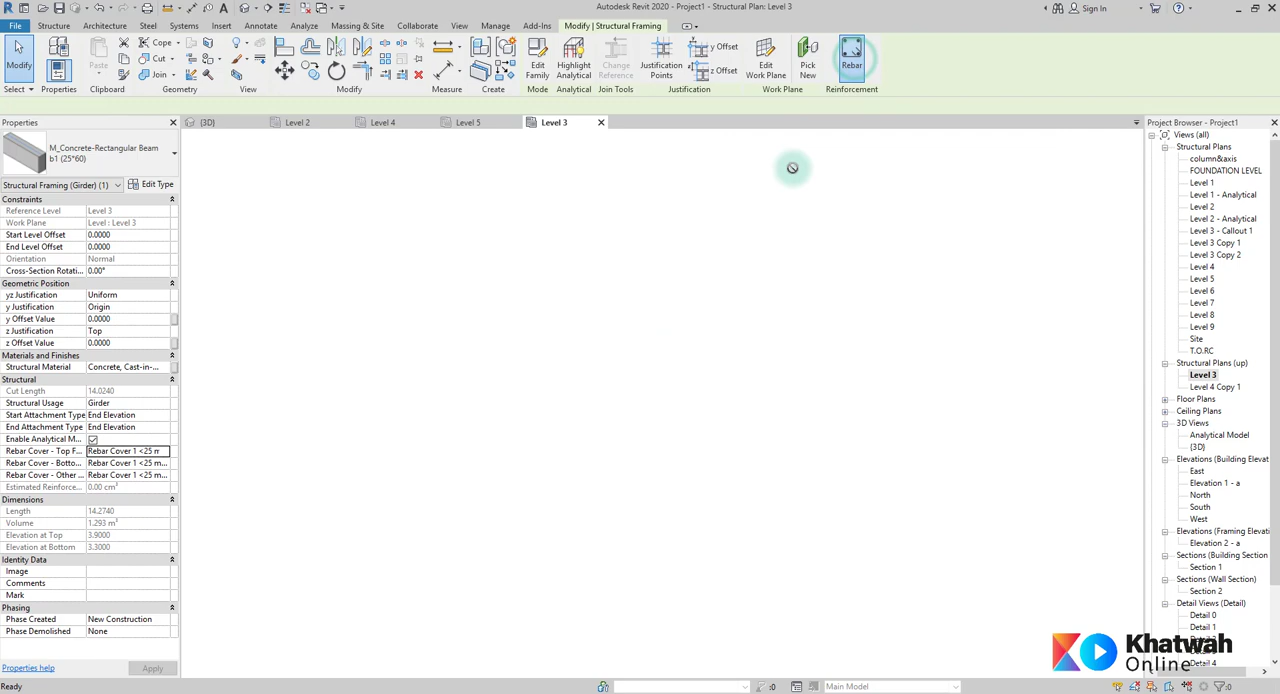 Autodesk Revit 2020 - Project1 - Structural Plan: Level 3
Sign In
File Structure Architecture Steel Systems Insert Annotate Analyze Massing & Site Collaborate View Manage Add-Ins Modify | Structural Framing
Modify
Paste
Cope
Cut
Join
Edit Family
Highlight Analytical
Change Reference
Justification Points
y Offset
z Offset
Edit Work Plane
Pick New
Rebar
Select Properties Clipboard Geometry View Modify Measure Create Mode Analytical Join Tools Justification Work Plane Reinforcement
Properties
{3D} Level 2 Level 4 Level 5 Level 3
M_Concrete-Rectangular Beam
b1 (25*60)
Structural Framing (Girder) (1) Edit Type
Constraints
Reference Level Level 3
Work Plane Level : Level 3
Start Level Offset 0.0000
End Level Offset 0.0000
Orientation Normal
Cross-Section Rotati... 0.00°
Geometric Position
yz Justification Uniform
y Justification Origin
y Offset Value 0.0000
z Justification Top
z Offset Value 0.0000
Materials and Finishes
Structural Material Concrete, Cast-in-...
Structural
Cut Length 14.0240
Structural Usage Girder
Start Attachment Type End Elevation
End Attachment Type End Elevation
Enable Analytical M...
Rebar Cover - Top F... Rebar Cover 1 <25 m
Rebar Cover - Botto... Rebar Cover 1 <25 m...
Rebar Cover - Other ... Rebar Cover 1 <25 m...
Estimated Reinforce... 0.00 cm³
Dimensions
Length 14.2740
Volume 1.293 m³
Elevation at Top 3.9000
Elevation at Bottom 3.3000
Identity Data
Image
Comments
Mark
Phasing
Phase Created New Construction
Phase Demolished None
Properties help Apply
Ready
:0
Main Model
:0
Project Browser - Project1
Views (all)
Structural Plans
column&axis
FOUNDATION LEVEL
Level 1
Level 1 - Analytical
Level 2
Level 2 - Analytical
Level 3 - Callout 1
Level 3 Copy 1
Level 3 Copy 2
Level 4
Level 5
Level 6
Level 7
Level 8
Level 9
Site
T.O.RC
Structural Plans (up)
Level 3
Level 4 Copy 1
Floor Plans
Ceiling Plans
3D Views
Analytical Model
{3D}
Elevations (Building Elevat
East
Elevation 1 - a
North
South
West
Elevations (Framing Elevati
Elevation 2 - a
Sections (Building Section
Section 1
Sections (Wall Section)
Section 2
Detail Views (Detail)
Detail 0
Detail 1
Detail 4
Khatwah
Online